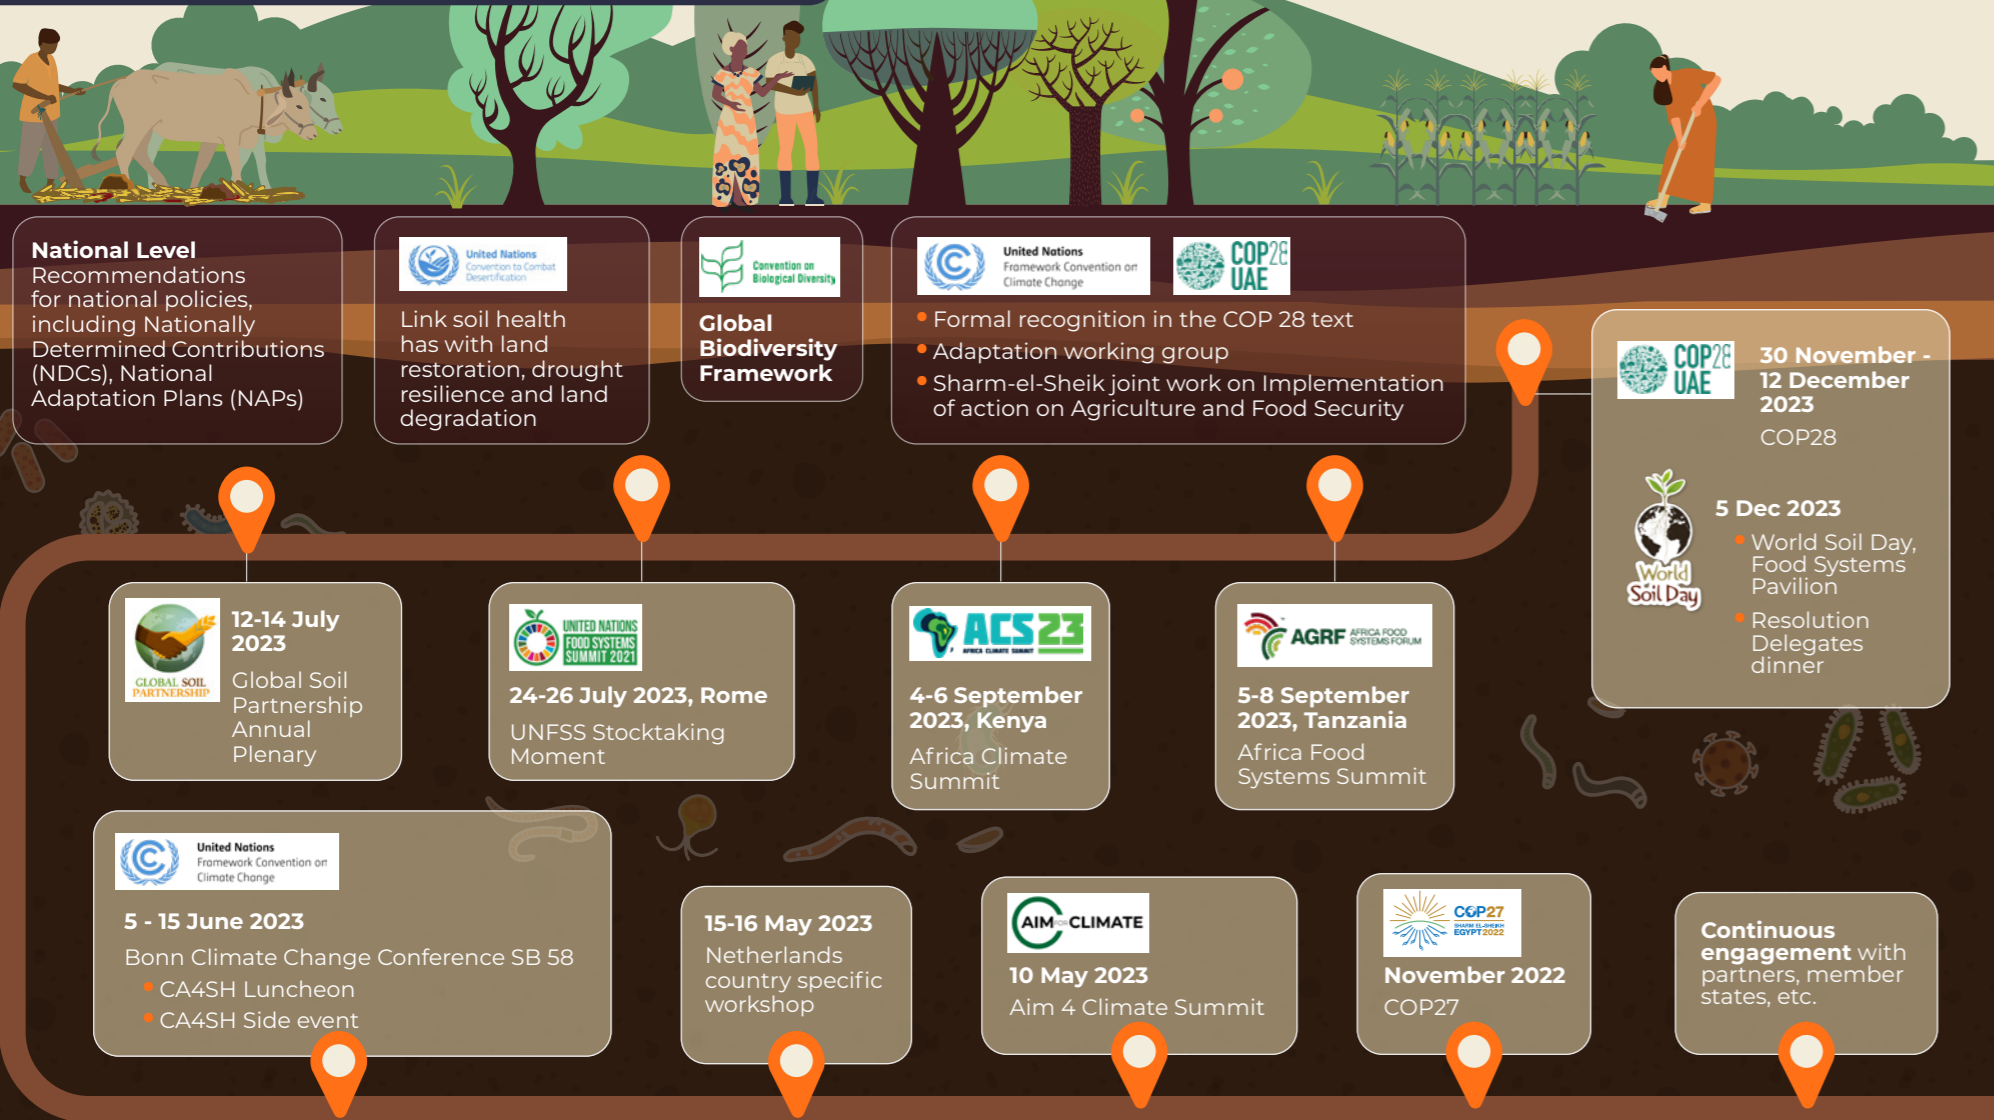 National Level
Recommendations
for national policies,
including Nationally
Determined Contributions
(NDCs), National
Adaptation Plans (NAPs)
United Nations
Convention to Combat
Desertification
Link soil health
has with land
restoration, drought
resilience and land
degradation
Convention on
Biological Diversity
Global
Biodiversity
Framework
United Nations
Framework Convention on
Climate Change
COP28
UAE
Formal recognition in the COP 28 text
Adaptation working group
Sharm-el-Sheik joint work on Implementation
of action on Agriculture and Food Security
COP28
UAE
30 November -
12 December
2023
COP28
World
Soil Day
5 Dec 2023
World Soil Day,
Food Systems
Pavilion
Resolution
Delegates
dinner
GLOBAL SOIL
PARTNERSHIP
12-14 July
2023
Global Soil
Partnership
Annual
Plenary
UNITED NATIONS
FOOD SYSTEMS
SUMMIT 2021
24-26 July 2023, Rome
UNFSS Stocktaking
Moment
ACS23
AFRICA CLIMATE SUMMIT
4-6 September
2023, Kenya
Africa Climate
Summit
AGRF AFRICA FOOD
SYSTEMS FORUM
5-8 September
2023, Tanzania
Africa Food
Systems Summit
United Nations
Framework Convention on
Climate Change
5 - 15 June 2023
Bonn Climate Change Conference SB 58
CA4SH Luncheon
CA4SH Side event
15-16 May 2023
Netherlands
country specific
workshop
AIM FOR CLIMATE
10 May 2023
Aim 4 Climate Summit
COP27
SHARM EL-SHEIKH
EGYPT 2022
November 2022
COP27
Continuous
engagement with
partners, member
states, etc.